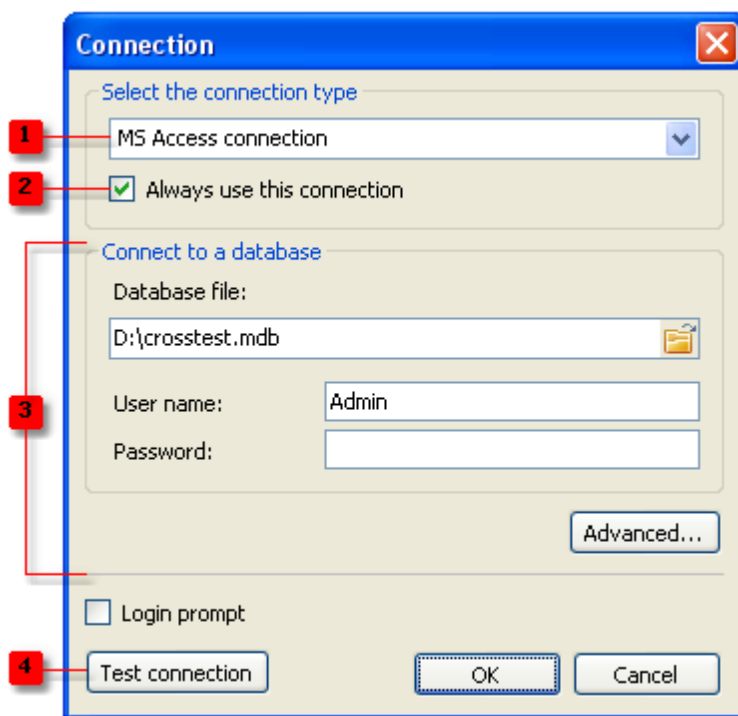 Connection
Select the connection type
1 MS Access connection
2 Always use this connection
Connect to a database
Database file:
D:\crosstest.mdb
User name: Admin
3
Password:
Advanced...
Login prompt
4 Test connection OK Cancel